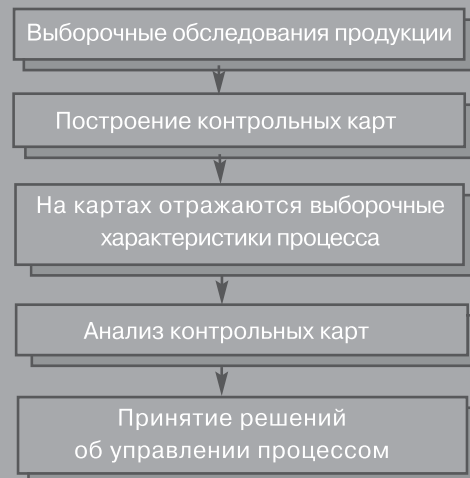 Выборочные обследования продукции
Построение контрольных карт
На картах отражаются выборочные
характеристики процесса
Анализ контрольных карт
Принятие решений
об управлении процессом